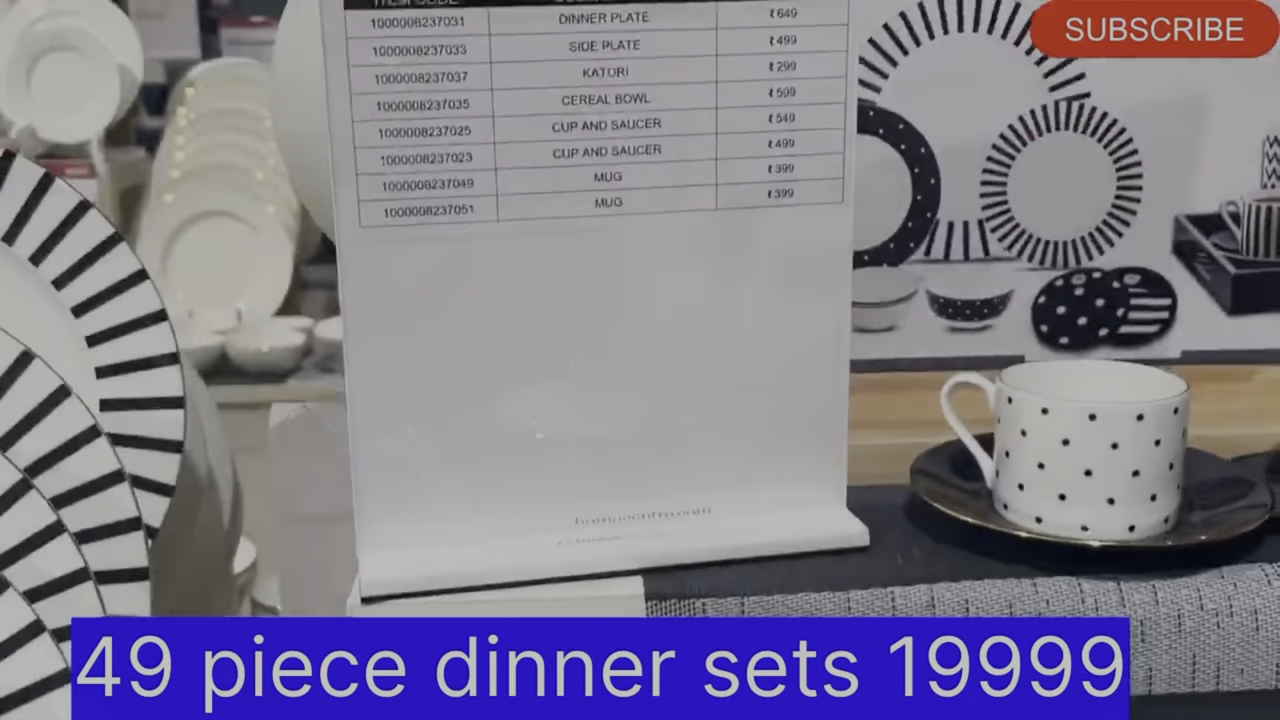 SUBSCRIBE
1000008237031 DINNER PLATE ₹649
1000008237033 SIDE PLATE ₹499
1000008237037 KATORI ₹299
1000008237035 CEREAL BOWL ₹599
1000008237025 CUP AND SAUCER ₹549
1000008237023 CUP AND SAUCER ₹499
1000008237049 MUG ₹399
1000008237051 MUG ₹399
49 piece dinner sets 19999